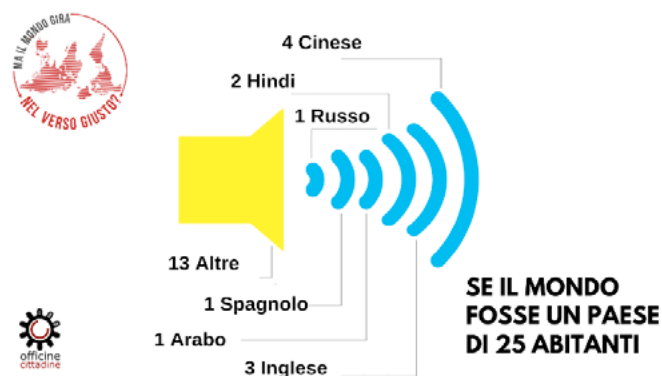 MA IL MONDO GIRA
NEL VERSO GIUSTO?
4 Cinese
2 Hindi
1 Russo
13 Altre
1 Spagnolo
1 Arabo
3 Inglese
SE IL MONDO
FOSSE UN PAESE
DI 25 ABITANTI
officine
cittadine